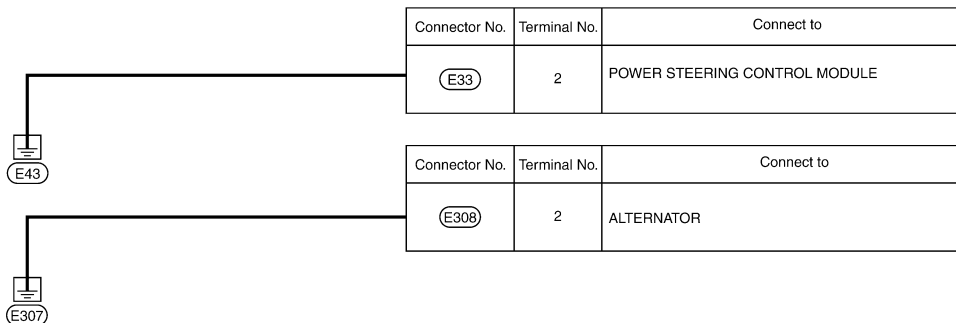 Connector No. Terminal No. Connect to
E33 2 POWER STEERING CONTROL MODULE
E43
Connector No. Terminal No. Connect to
E308 2 ALTERNATOR
E307